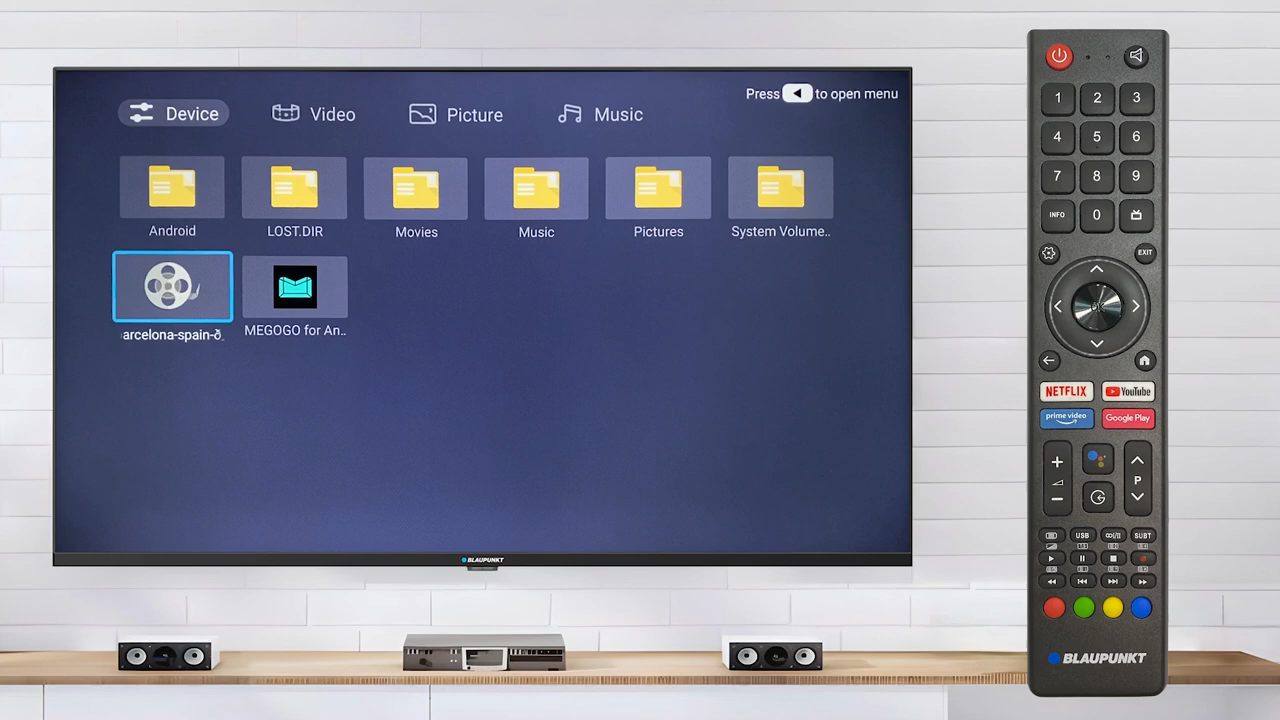 Press ◀ to open menu
Device
Video
Picture
Music
Android
LOST.DIR
Movies
Music
Pictures
System Volume..
arcelona-spain-ð
MEGOGO for An..
BLAUPUNKT
1 2 3
4 5 6
7 8 9
INFO 0
EXIT
NETFLIX YouTube
prime video Google Play
P
USB SUBT
BLAUPUNKT